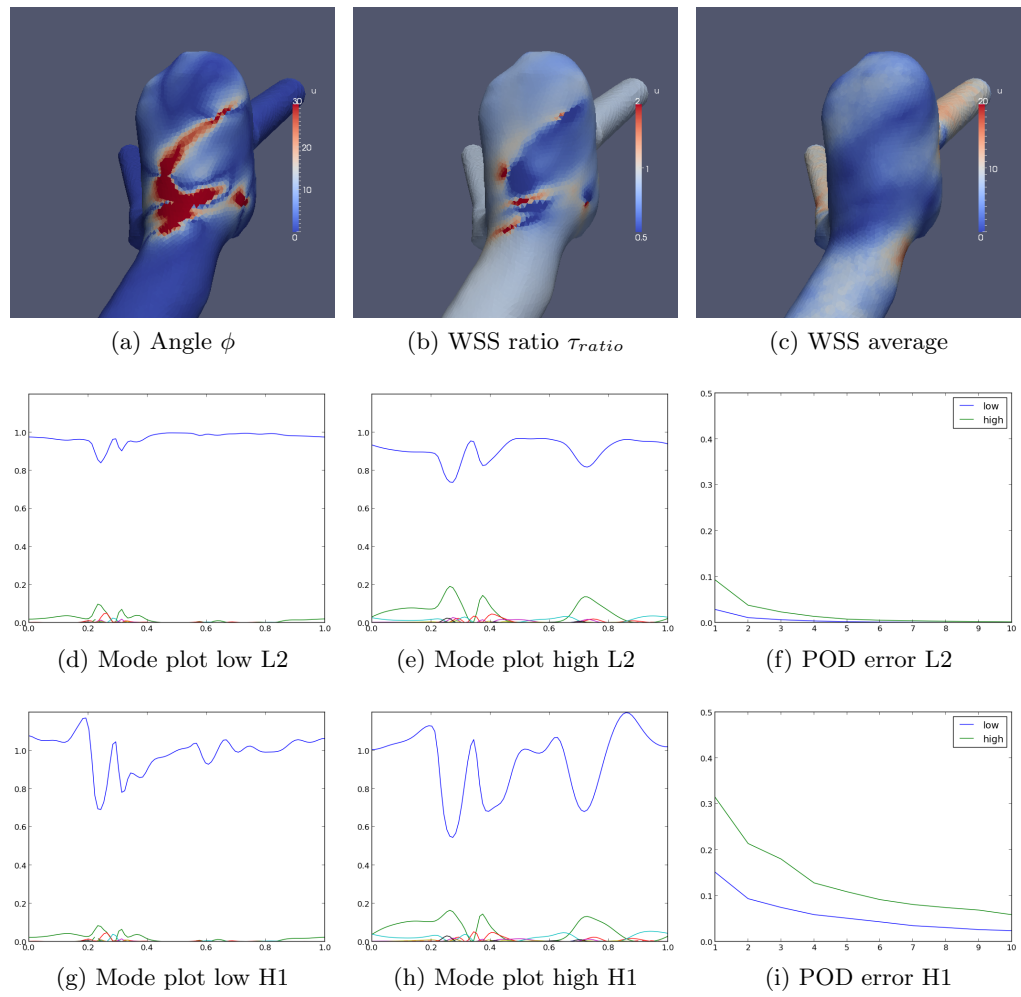 u
30
20
10
0
u
2
1
0.5
u
20
10
0
(a) Angle ϕ
(b) WSS ratio τ_ratio
(c) WSS average
1.0
0.8
0.6
0.4
0.2
0.0
0.0 0.2 0.4 0.6 0.8 1.0
1.0
0.8
0.6
0.4
0.2
0.0
0.0 0.2 0.4 0.6 0.8 1.0
0.5
low
high
0.4
0.3
0.2
0.1
0.0
1 2 3 4 5 6 7 8 9 10
(d) Mode plot low L2
(e) Mode plot high L2
(f) POD error L2
1.0
0.8
0.6
0.4
0.2
0.0
0.0 0.2 0.4 0.6 0.8 1.0
1.0
0.8
0.6
0.4
0.2
0.0
0.0 0.2 0.4 0.6 0.8 1.0
0.5
low
high
0.4
0.3
0.2
0.1
0.0
1 2 3 4 5 6 7 8 9 10
(g) Mode plot low H1
(h) Mode plot high H1
(i) POD error H1